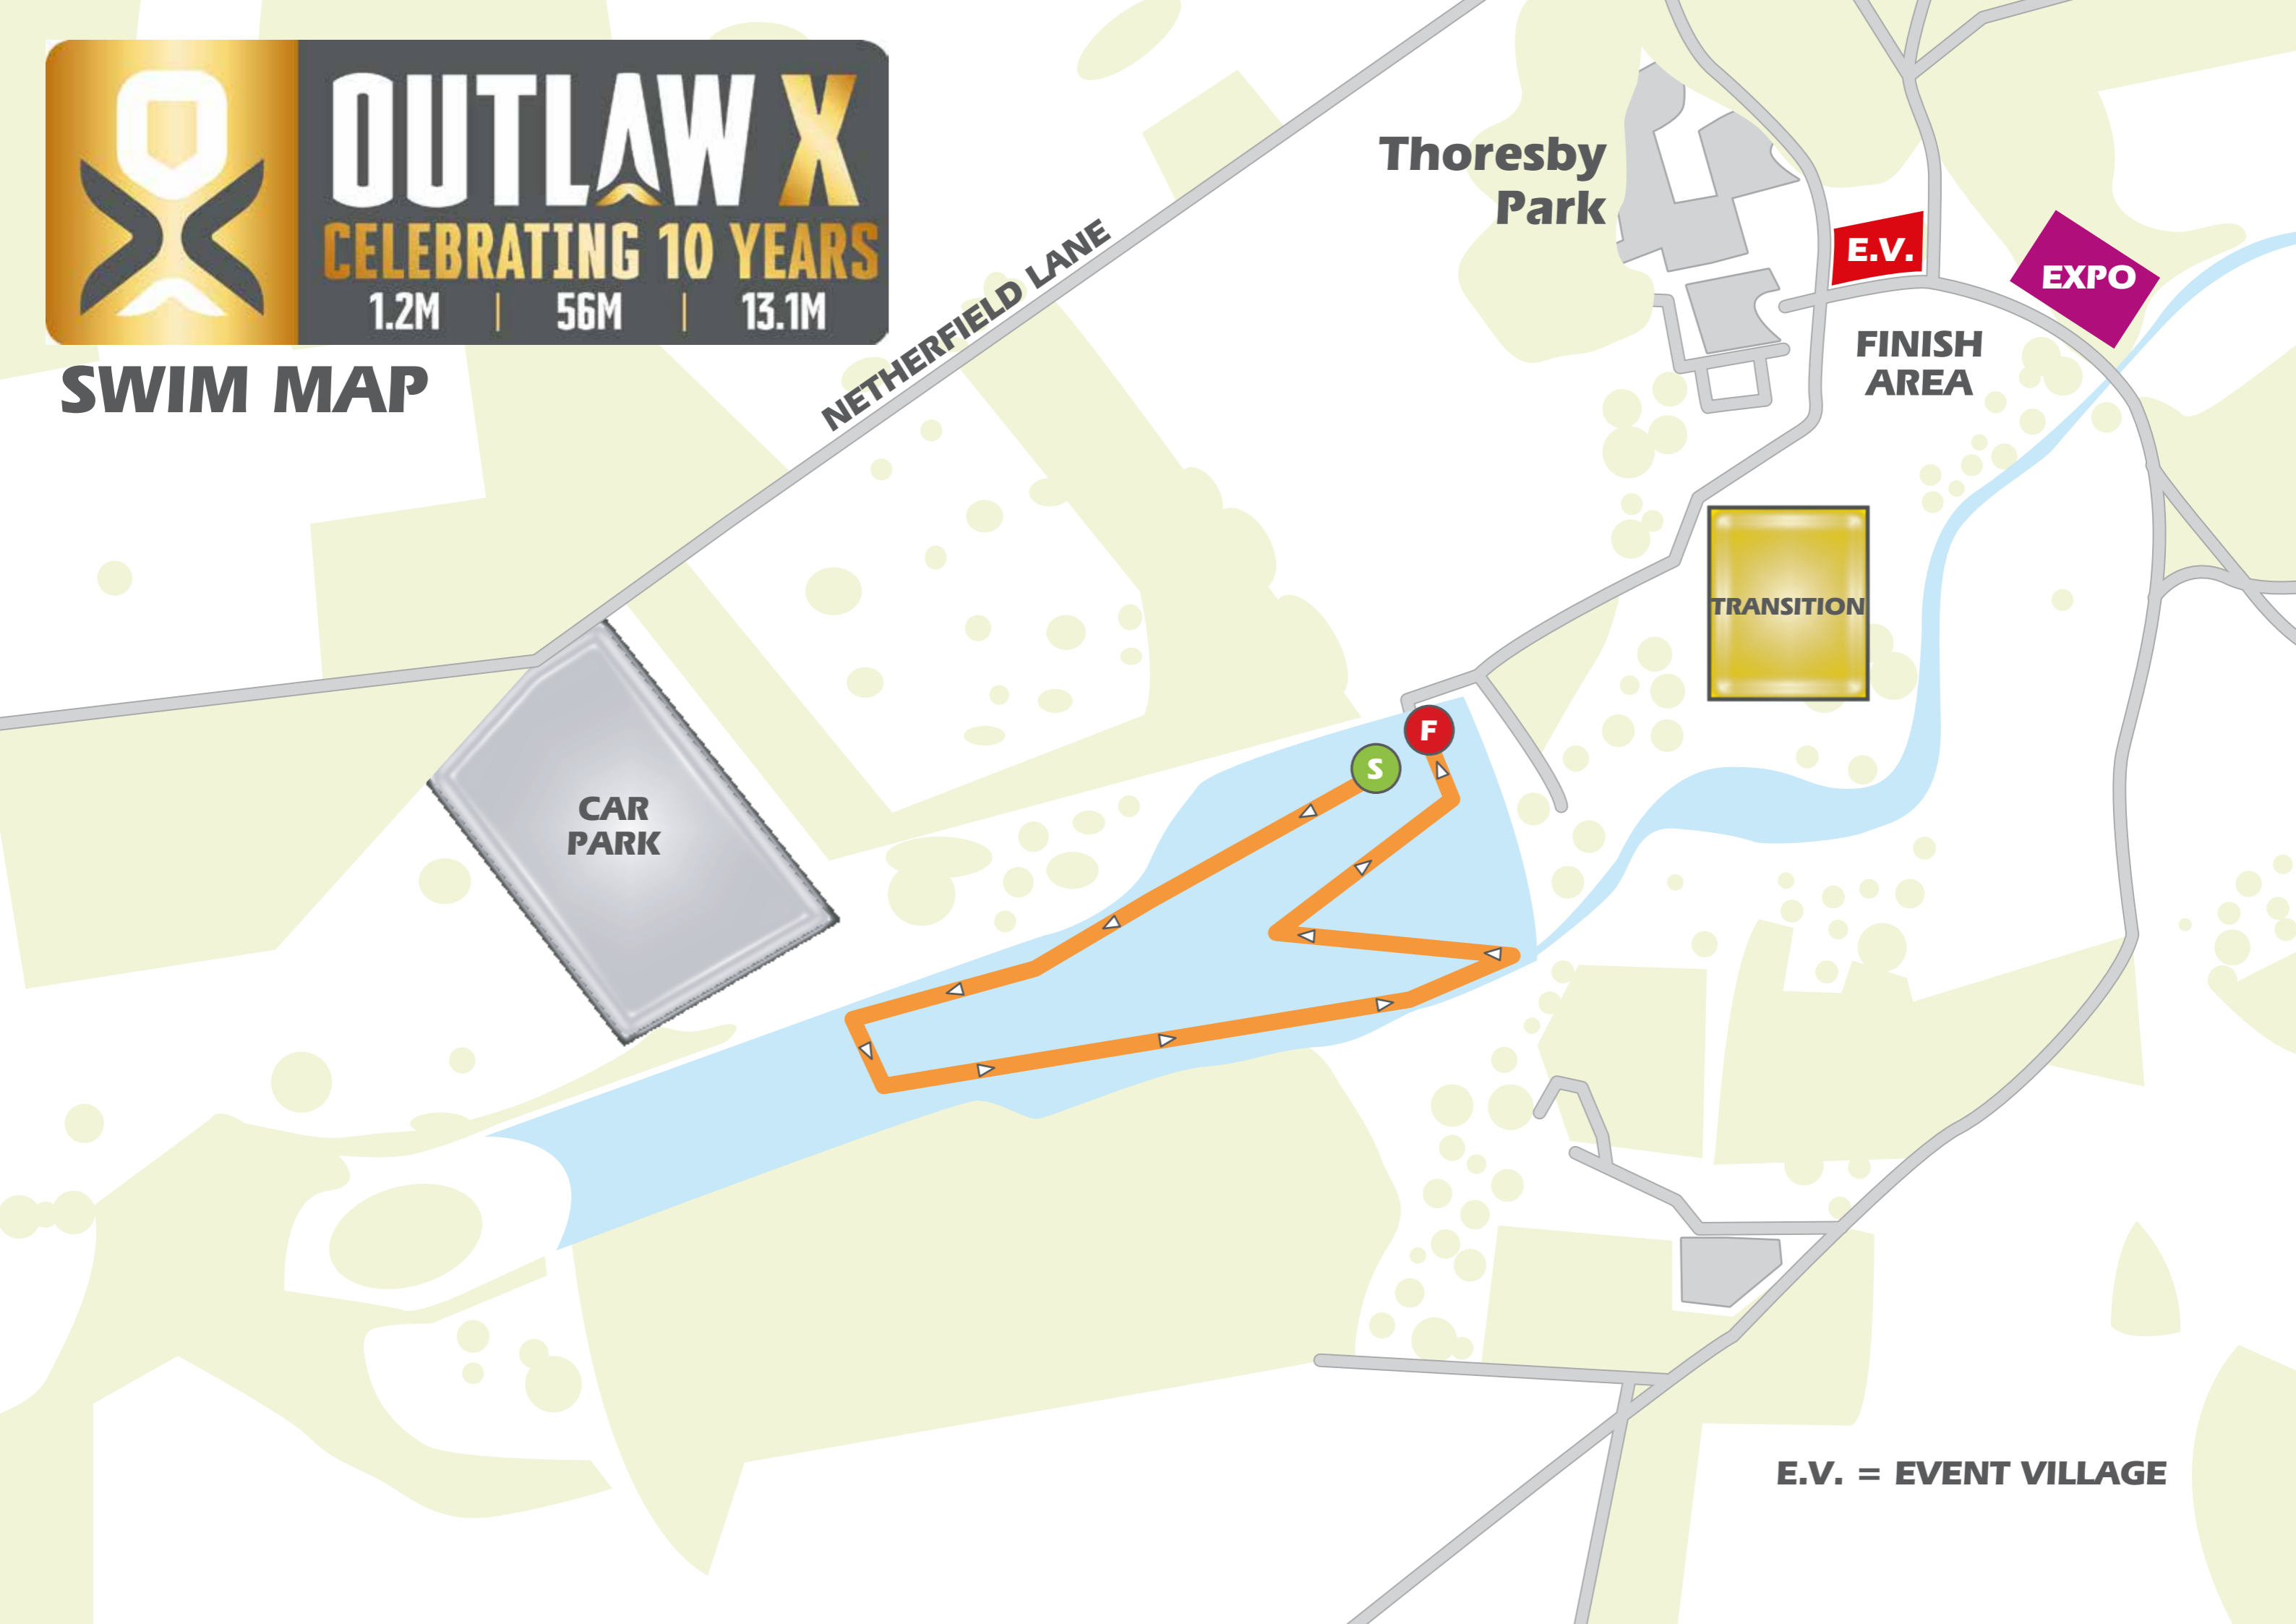 OUTLAW X
CELEBRATING 10 YEARS
1.2M | 56M | 13.1M
SWIM MAP
NETHERFIELD LANE
Thoresby
Park
E.V.
EXPO
FINISH
AREA
TRANSITION
F
S
CAR
PARK
E.V. = EVENT VILLAGE